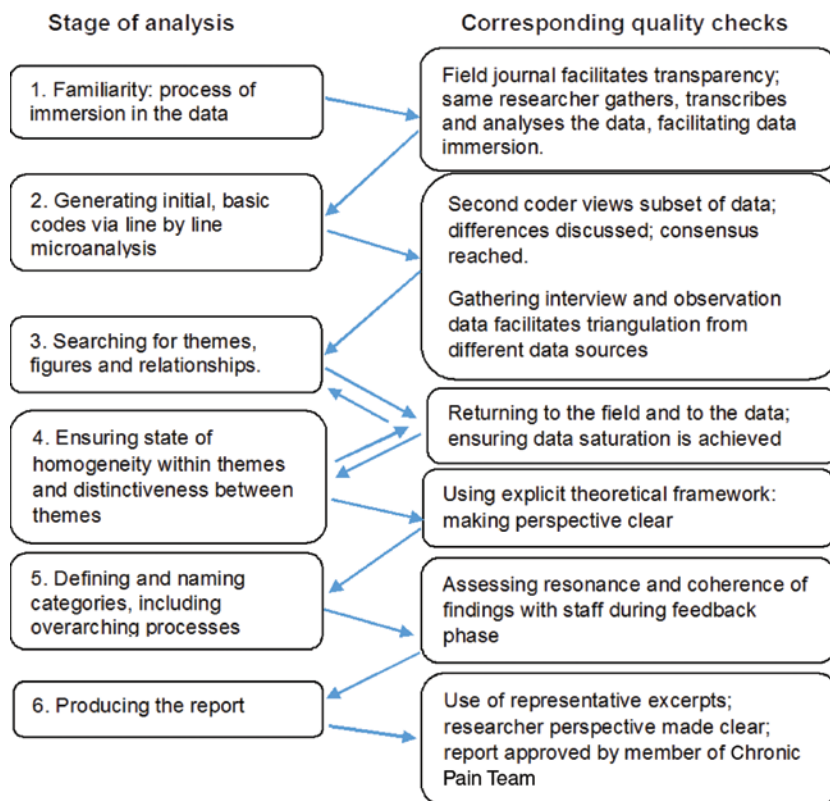 Stage of analysis
Corresponding quality checks
1. Familiarity: process of
immersion in the data
Field journal facilitates transparency;
same researcher gathers, transcribes
and analyses the data, facilitating data
immersion.
2. Generating initial, basic
codes via line by line
microanalysis
Second coder views subset of data;
differences discussed; consensus
reached.
Gathering interview and observation
data facilitates triangulation from
different data sources
3. Searching for themes,
figures and relationships.
Returning to the field and to the data;
ensuring data saturation is achieved
4. Ensuring state of
homogeneity within themes
and distinctiveness between
themes
Using explicit theoretical framework:
making perspective clear
5. Defining and naming
categories, including
overarching processes
Assessing resonance and coherence of
findings with staff during feedback
phase
6. Producing the report
Use of representative excerpts;
researcher perspective made clear;
report approved by member of Chronic
Pain Team